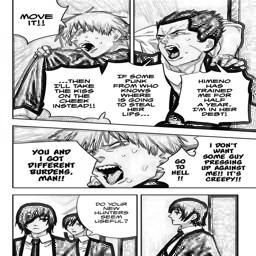 MOVE
IT!!
HIMENO
HAS
TRAINED
ME FOR
HALF
A YEAR.
I'M IN
HER DEBT!
IF SOME
PUNK
FROM WHO
KNOWS
WHERE
IS GOING
TO STEAL
HER
LIPS...
...THEN
I'LL TAKE
THE KISS
ON THE
CHEEK
INSTEAD!!
I DON'T
WANT
SOME GUY
PRESSING
UP
AGAINST
ME!! IT'S
CREEPY!!
GO
TO
HELL
!!
YOU AND
I GOT
DIFFERENT
BURDENS,
MAN!!
DO YOUR
NEW
HUNTERS
SEEM
USEFUL?